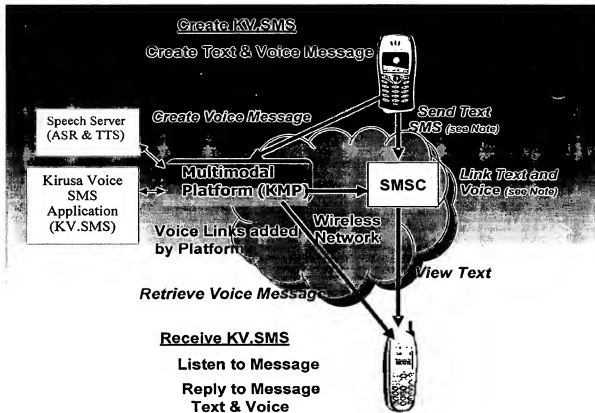 Create KV.SMS
Create Text & Voice Message
Create Voice Message
Send Text
SMS (see Note)
Speech Server
(ASR & TTS)
Multimodal
Platform (KMP)
SMSC
Link Text and
Voice (see Note)
Kirusa Voice
SMS
Application
(KV.SMS)
Voice Links added
by Platform
Wireless
Network
View Text
Retrieve Voice Message
Receive KV.SMS
Listen to Message
Reply to Message
Text & Voice